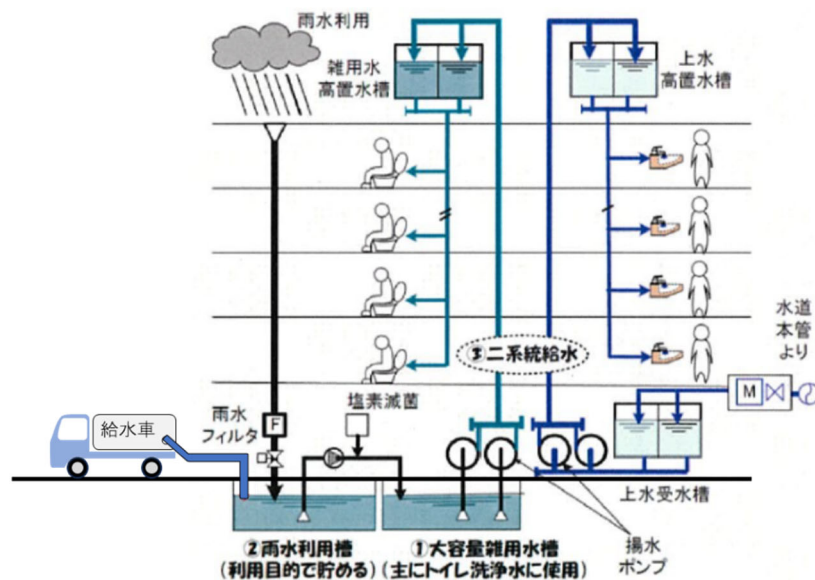 雨水利用
雑用水
高置水槽
上水
高置水槽
水道
本管
より
③二系統給水
M
塩素滅菌
雨水
フィルタ
F
給水車
上水受水槽
②雨水利用槽
(利用目的で貯める)
①大容量雑用水槽
(主にトイレ洗浄水に使用)
揚水
ポンプ